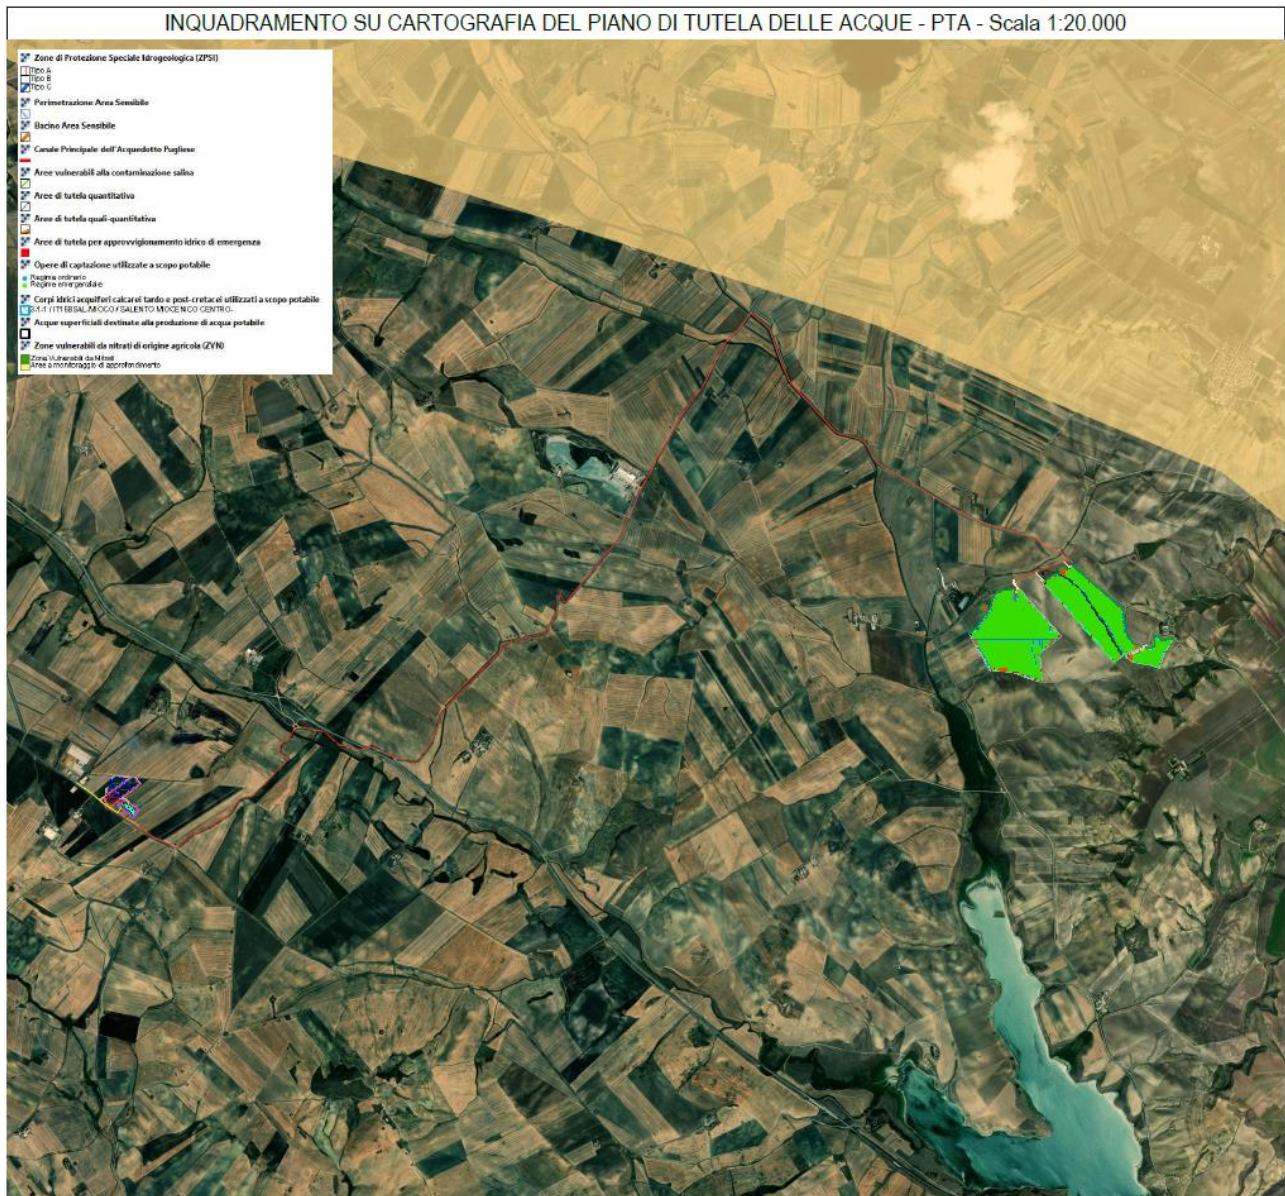 INQUADRAMENTO SU CARTOGRAFIA DEL PIANO DI TUTELA DELLE ACQUE - PTA - Scala 1:20.000
Zone di Protezione Speciale Idrogeologica (ZPSI)
Tipo A
Tipo B
Tipo C
Perimetrazione Area Sensibile
Bacino Area Sensibile
Canale Principale dell'Acquedotto Pugliese
Aree vulnerabili alla contaminazione salina
Aree di tutela quantitativa
Aree di tutela quali-quantitativa
Aree di tutela per approvvigionamento idrico di emergenza
Opere di captazione utilizzate a scopo potabile
Regime ordinario
Regime emergenziale
Corpi idrici acquiferi calcarei tardo e post-cretacei utilizzati a scopo potabile
SALENTO MIOCENICO CENTRO-
Acque superficiali destinate alla produzione di acqua potabile
Zone vulnerabili da nitrati di origine agricola (ZVN)
Zone Vulnerabili da Nitrati
Aree a monitoraggio di approfondimento